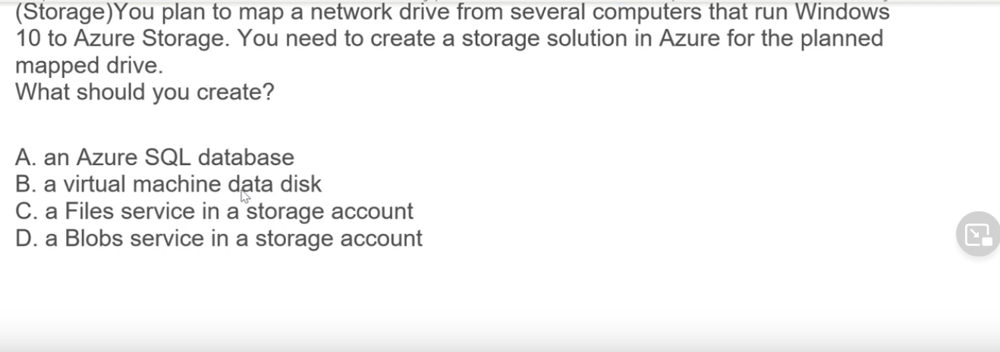 (Storage)You plan to map a network drive from several computers that run Windows
10 to Azure Storage. You need to create a storage solution in Azure for the planned
mapped drive.
What should you create?
A. an Azure SQL database
B. a virtual machine data disk
C. a Files service in a storage account
D. a Blobs service in a storage account